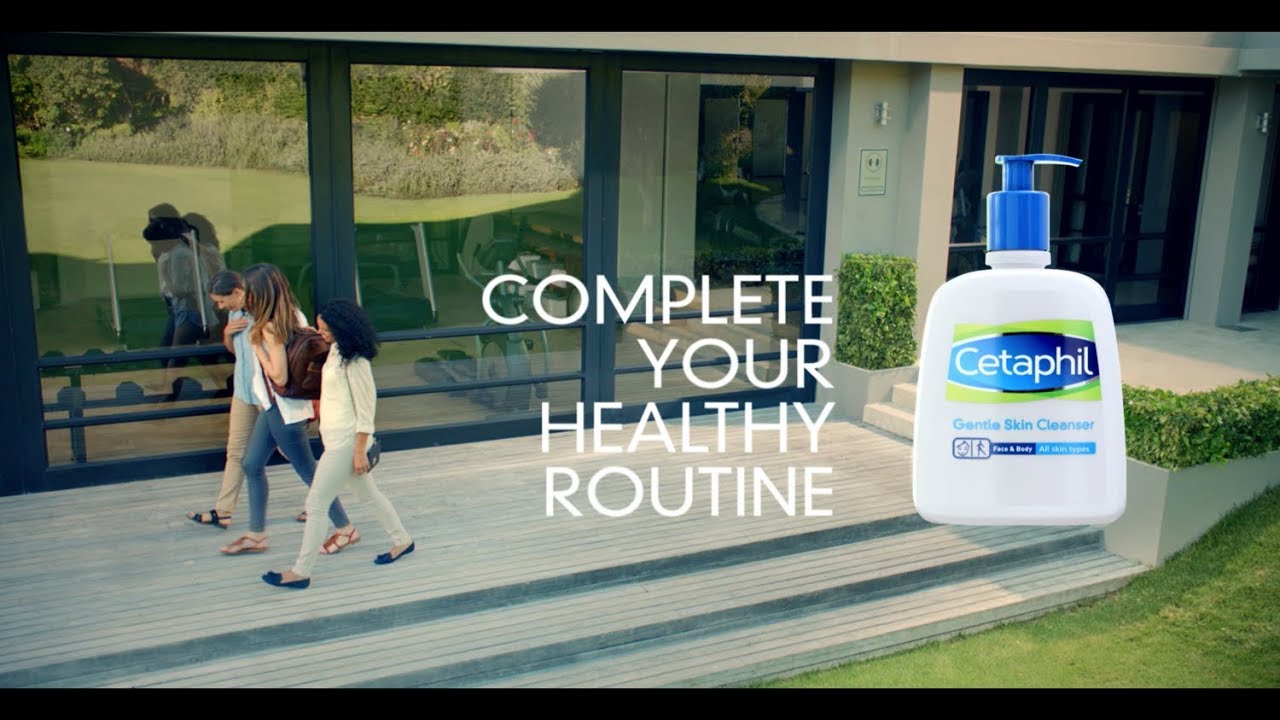 COMPLETE
YOUR
HEALTHY
ROUTINE
Cetaphil
Gentle Skin Cleanser
Face & Body
All skin types